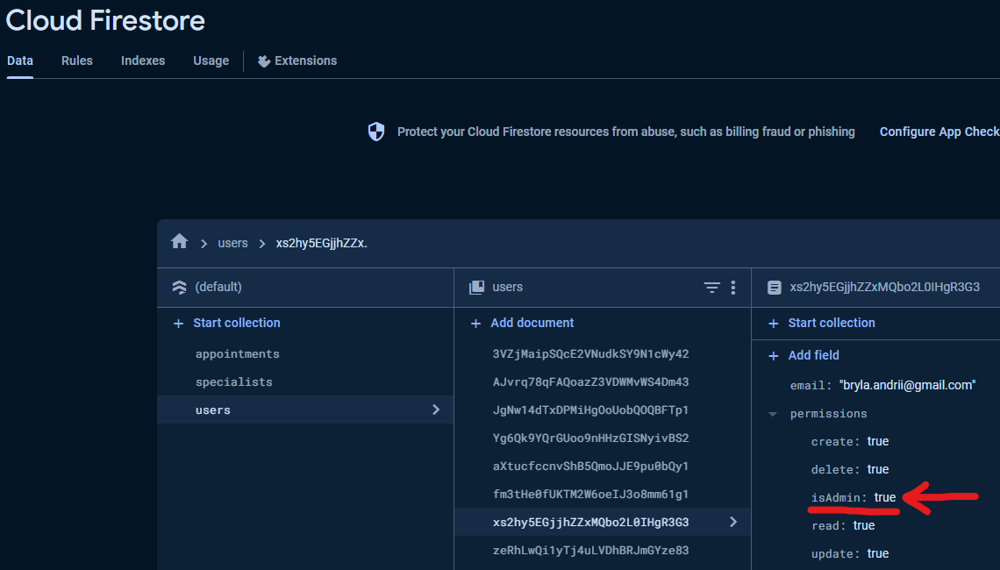 Cloud Firestore
Data Rules Indexes Usage Extensions
Protect your Cloud Firestore resources from abuse, such as billing fraud or phishing Configure App Check
users xs2hy5EGjjhZZx.
(default)
Start collection
appointments
specialists
users
users
Add document
3VZjMaipSQcE2VNudkSY9N1cWy42
AJvrq78qFAQoazZ3VDWMvWS4Dm43
JgNw14dTxDPMiHgOoUobQOQBFTp1
Yg6Qk9YQrGUoo9nHHzGISNyivBS2
aXtucfccnvShB5QmoJJE9pu0bQy1
fm3tHe0fUKTM2W6oeIJ3o8mm61g1
xs2hy5EGjjhZZxMQbo2L0IHgR3G3
zeRhLwQi1yTj4uLVDhBRJmGYze83
xs2hy5EGjjhZZxMQbo2L0IHgR3G3
Start collection
Add field
email: "bryla.andrii@gmail.com"
permissions
create: true
delete: true
isAdmin: true
read: true
update: true